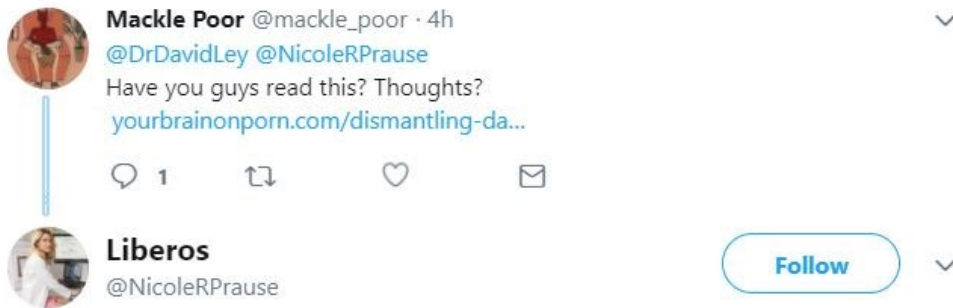 Mackle Poor @mackle_poor · 4h
@DrDavidLey @NicoleRPrause
Have you guys read this? Thoughts?
yourbrainonporn.com/dismantling-da...
1
Liberos
Follow
@NicoleRPrause